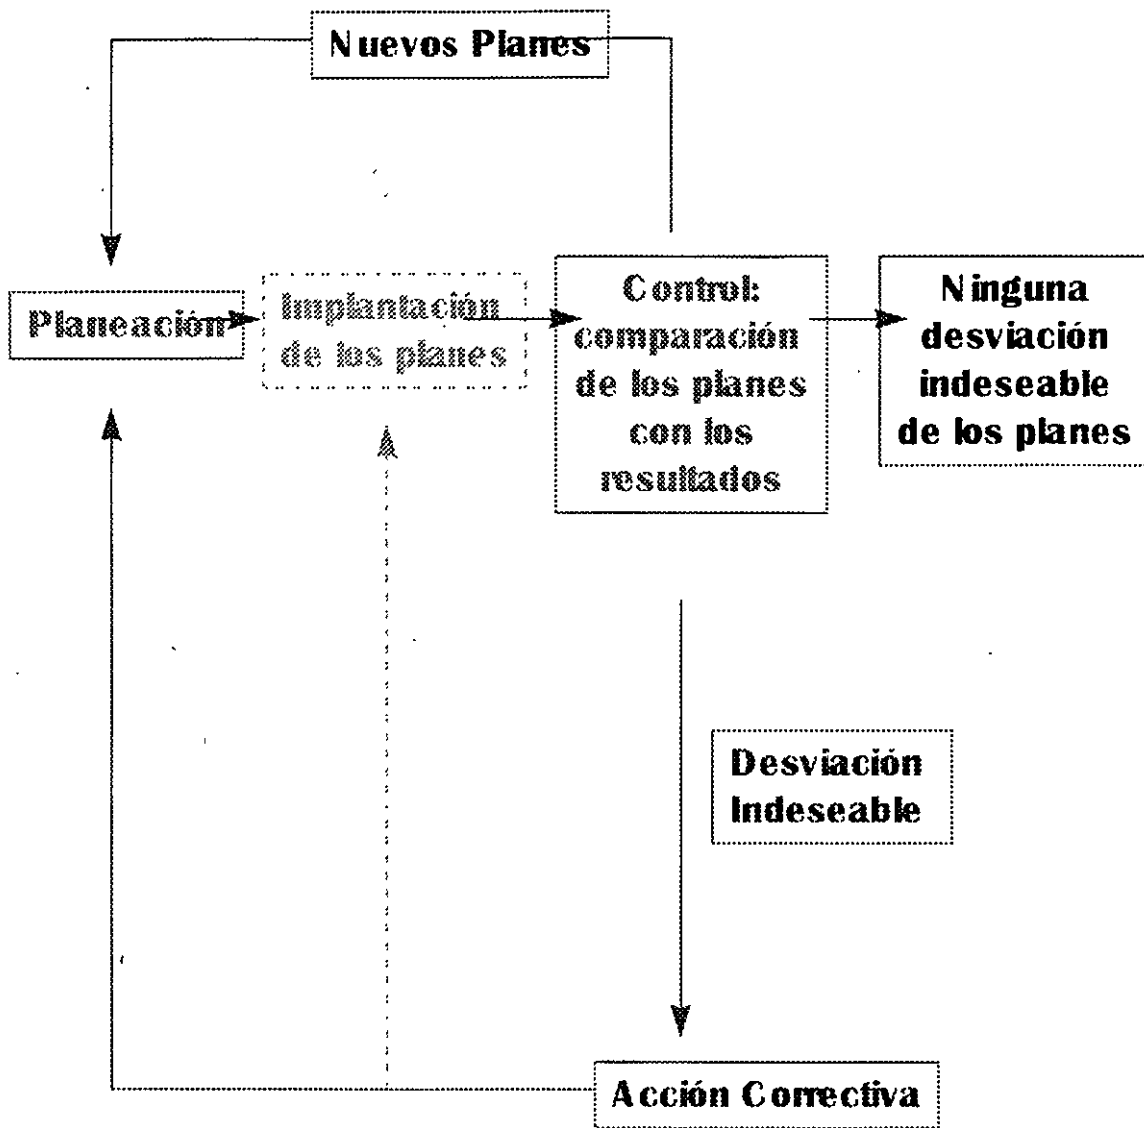 Nuevos Planes
Planeación
Implantación
de los planes
Control:
comparación
de los planes
con los
resultados
Ninguna
desviación
indeseable
de los planes
Desviación
Indeseable
Acción Correctiva